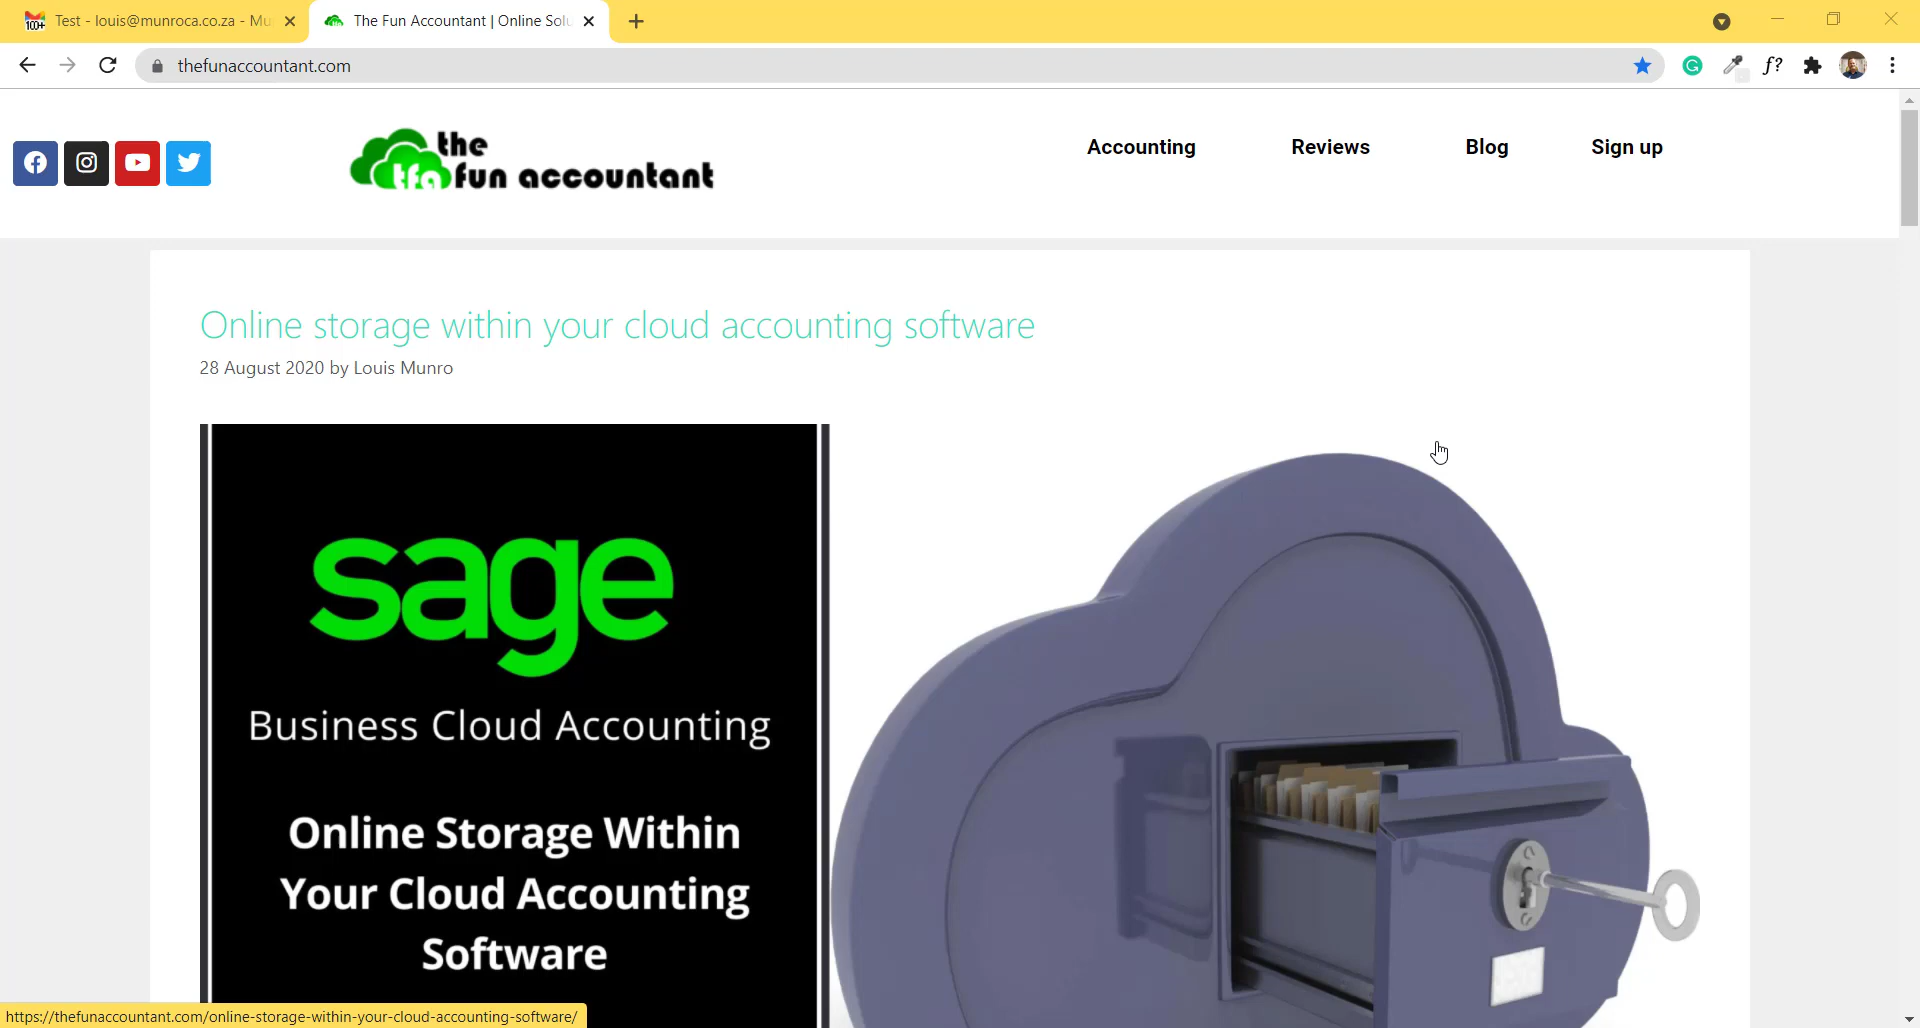 Test - louis@munroca.co.za - Mu
The Fun Accountant | Online Solu
thefunaccountant.com
the
tfa fun accountant
Accounting
Reviews
Blog
Sign up
Online storage within your cloud accounting software
28 August 2020 by Louis Munro
sage
Business Cloud Accounting
Online Storage Within
Your Cloud Accounting
Software
https://thefunaccountant.com/online-storage-within-your-cloud-accounting-software/